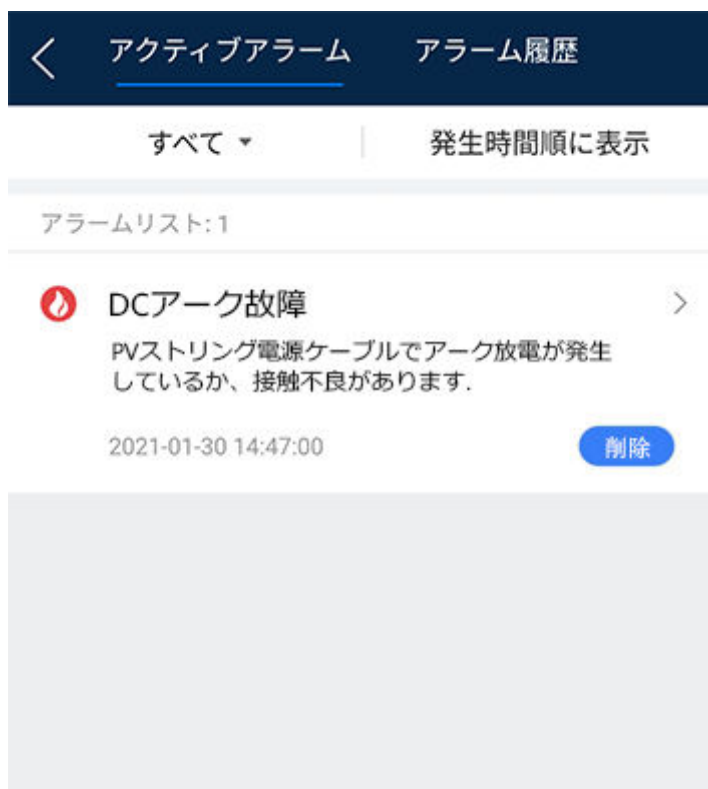 アクティブアラーム アラーム履歴
すべて 発生時間順に表示
アラームリスト: 1
DCアーク故障
PVストリング電源ケーブルでアーク放電が発生
しているか、接触不良があります.
2021-01-30 14:47:00 削除